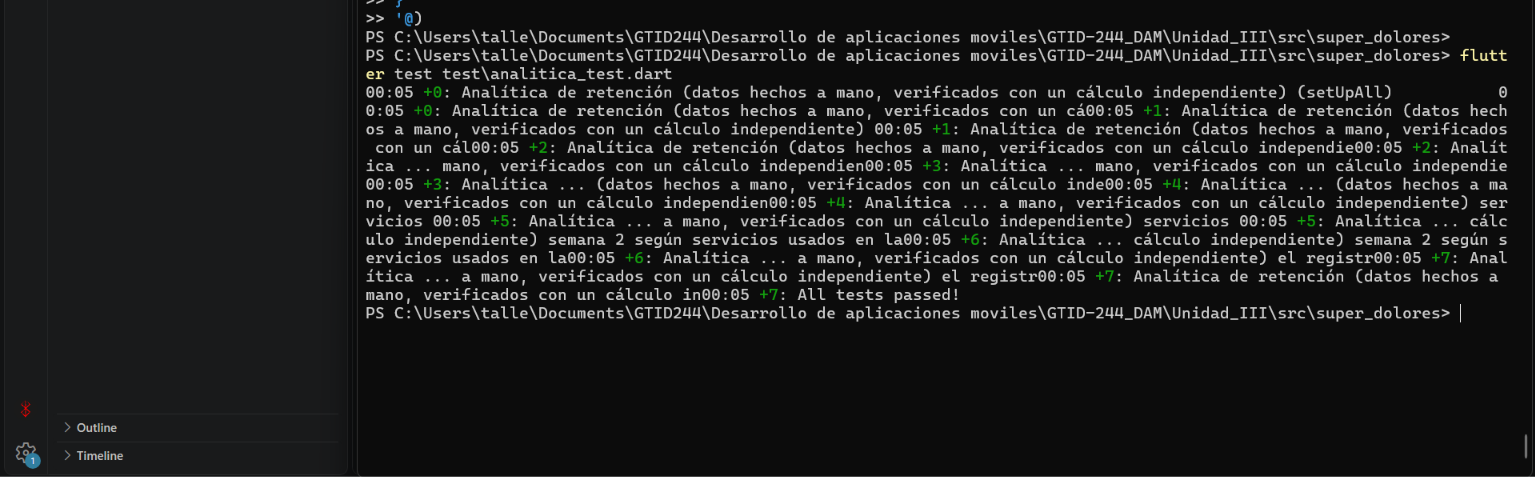 >> }
>> '@)
PS C:\Users\talle\Documents\GTID244\Desarrollo de aplicaciones moviles\GTID-244_DAM\Unidad_III\src\super_dolores>
PS C:\Users\talle\Documents\GTID244\Desarrollo de aplicaciones moviles\GTID-244_DAM\Unidad_III\src\super_dolores> flutt
er test test\analitica_test.dart
00:05 +0: Analítica de retención (datos hechos a mano, verificados con un cálculo independiente) (setUpAll)           0
0:05 +0: Analítica de retención (datos hechos a mano, verificados con un cá00:05 +1: Analítica de retención (datos hech
os a mano, verificados con un cálculo independiente) 00:05 +1: Analítica de retención (datos hechos a mano, verificados
 con un cál00:05 +2: Analítica de retención (datos hechos a mano, verificados con un cálculo independie00:05 +2: Analít
ica ... mano, verificados con un cálculo independien00:05 +3: Analítica ... mano, verificados con un cálculo independie
00:05 +3: Analítica ... (datos hechos a mano, verificados con un cálculo inde00:05 +4: Analítica ... (datos hechos a ma
no, verificados con un cálculo independien00:05 +4: Analítica ... a mano, verificados con un cálculo independiente) ser
vicios 00:05 +5: Analítica ... a mano, verificados con un cálculo independiente) servicios 00:05 +5: Analítica ... cálc
ulo independiente) semana 2 según servicios usados en la00:05 +6: Analítica ... cálculo independiente) semana 2 según s
ervicios usados en la00:05 +6: Analítica ... a mano, verificados con un cálculo independiente) el registr00:05 +7: Anal
ítica ... a mano, verificados con un cálculo independiente) el registr00:05 +7: Analítica de retención (datos hechos a
mano, verificados con un cálculo in00:05 +7: All tests passed!
PS C:\Users\talle\Documents\GTID244\Desarrollo de aplicaciones moviles\GTID-244_DAM\Unidad_III\src\super_dolores>
Outline
Timeline
1